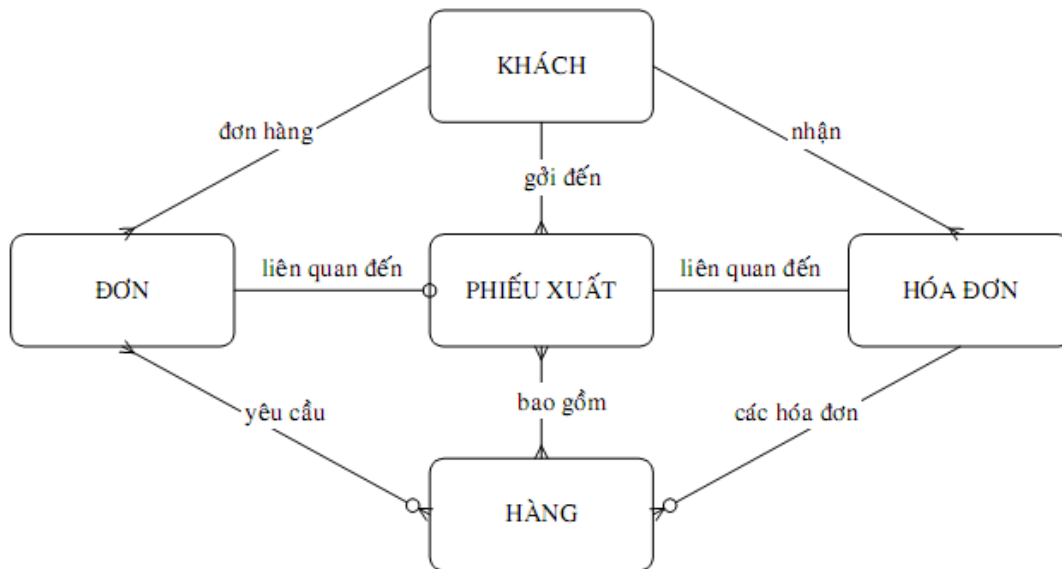 KHÁCH
đơn hàng
nhận
gởi đến
liên quan đến
liên quan đến
ĐƠN
PHIẾU XUẤT
HÓA ĐƠN
yêu cầu
bao gồm
các hóa đơn
HÀNG